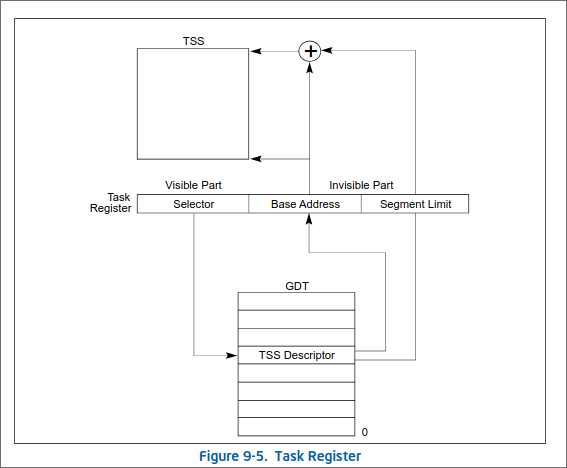 TSS
+
Visible Part
Invisible Part
Task
Register
Selector
Base Address
Segment Limit
GDT
TSS Descriptor
0
Figure 9-5. Task Register